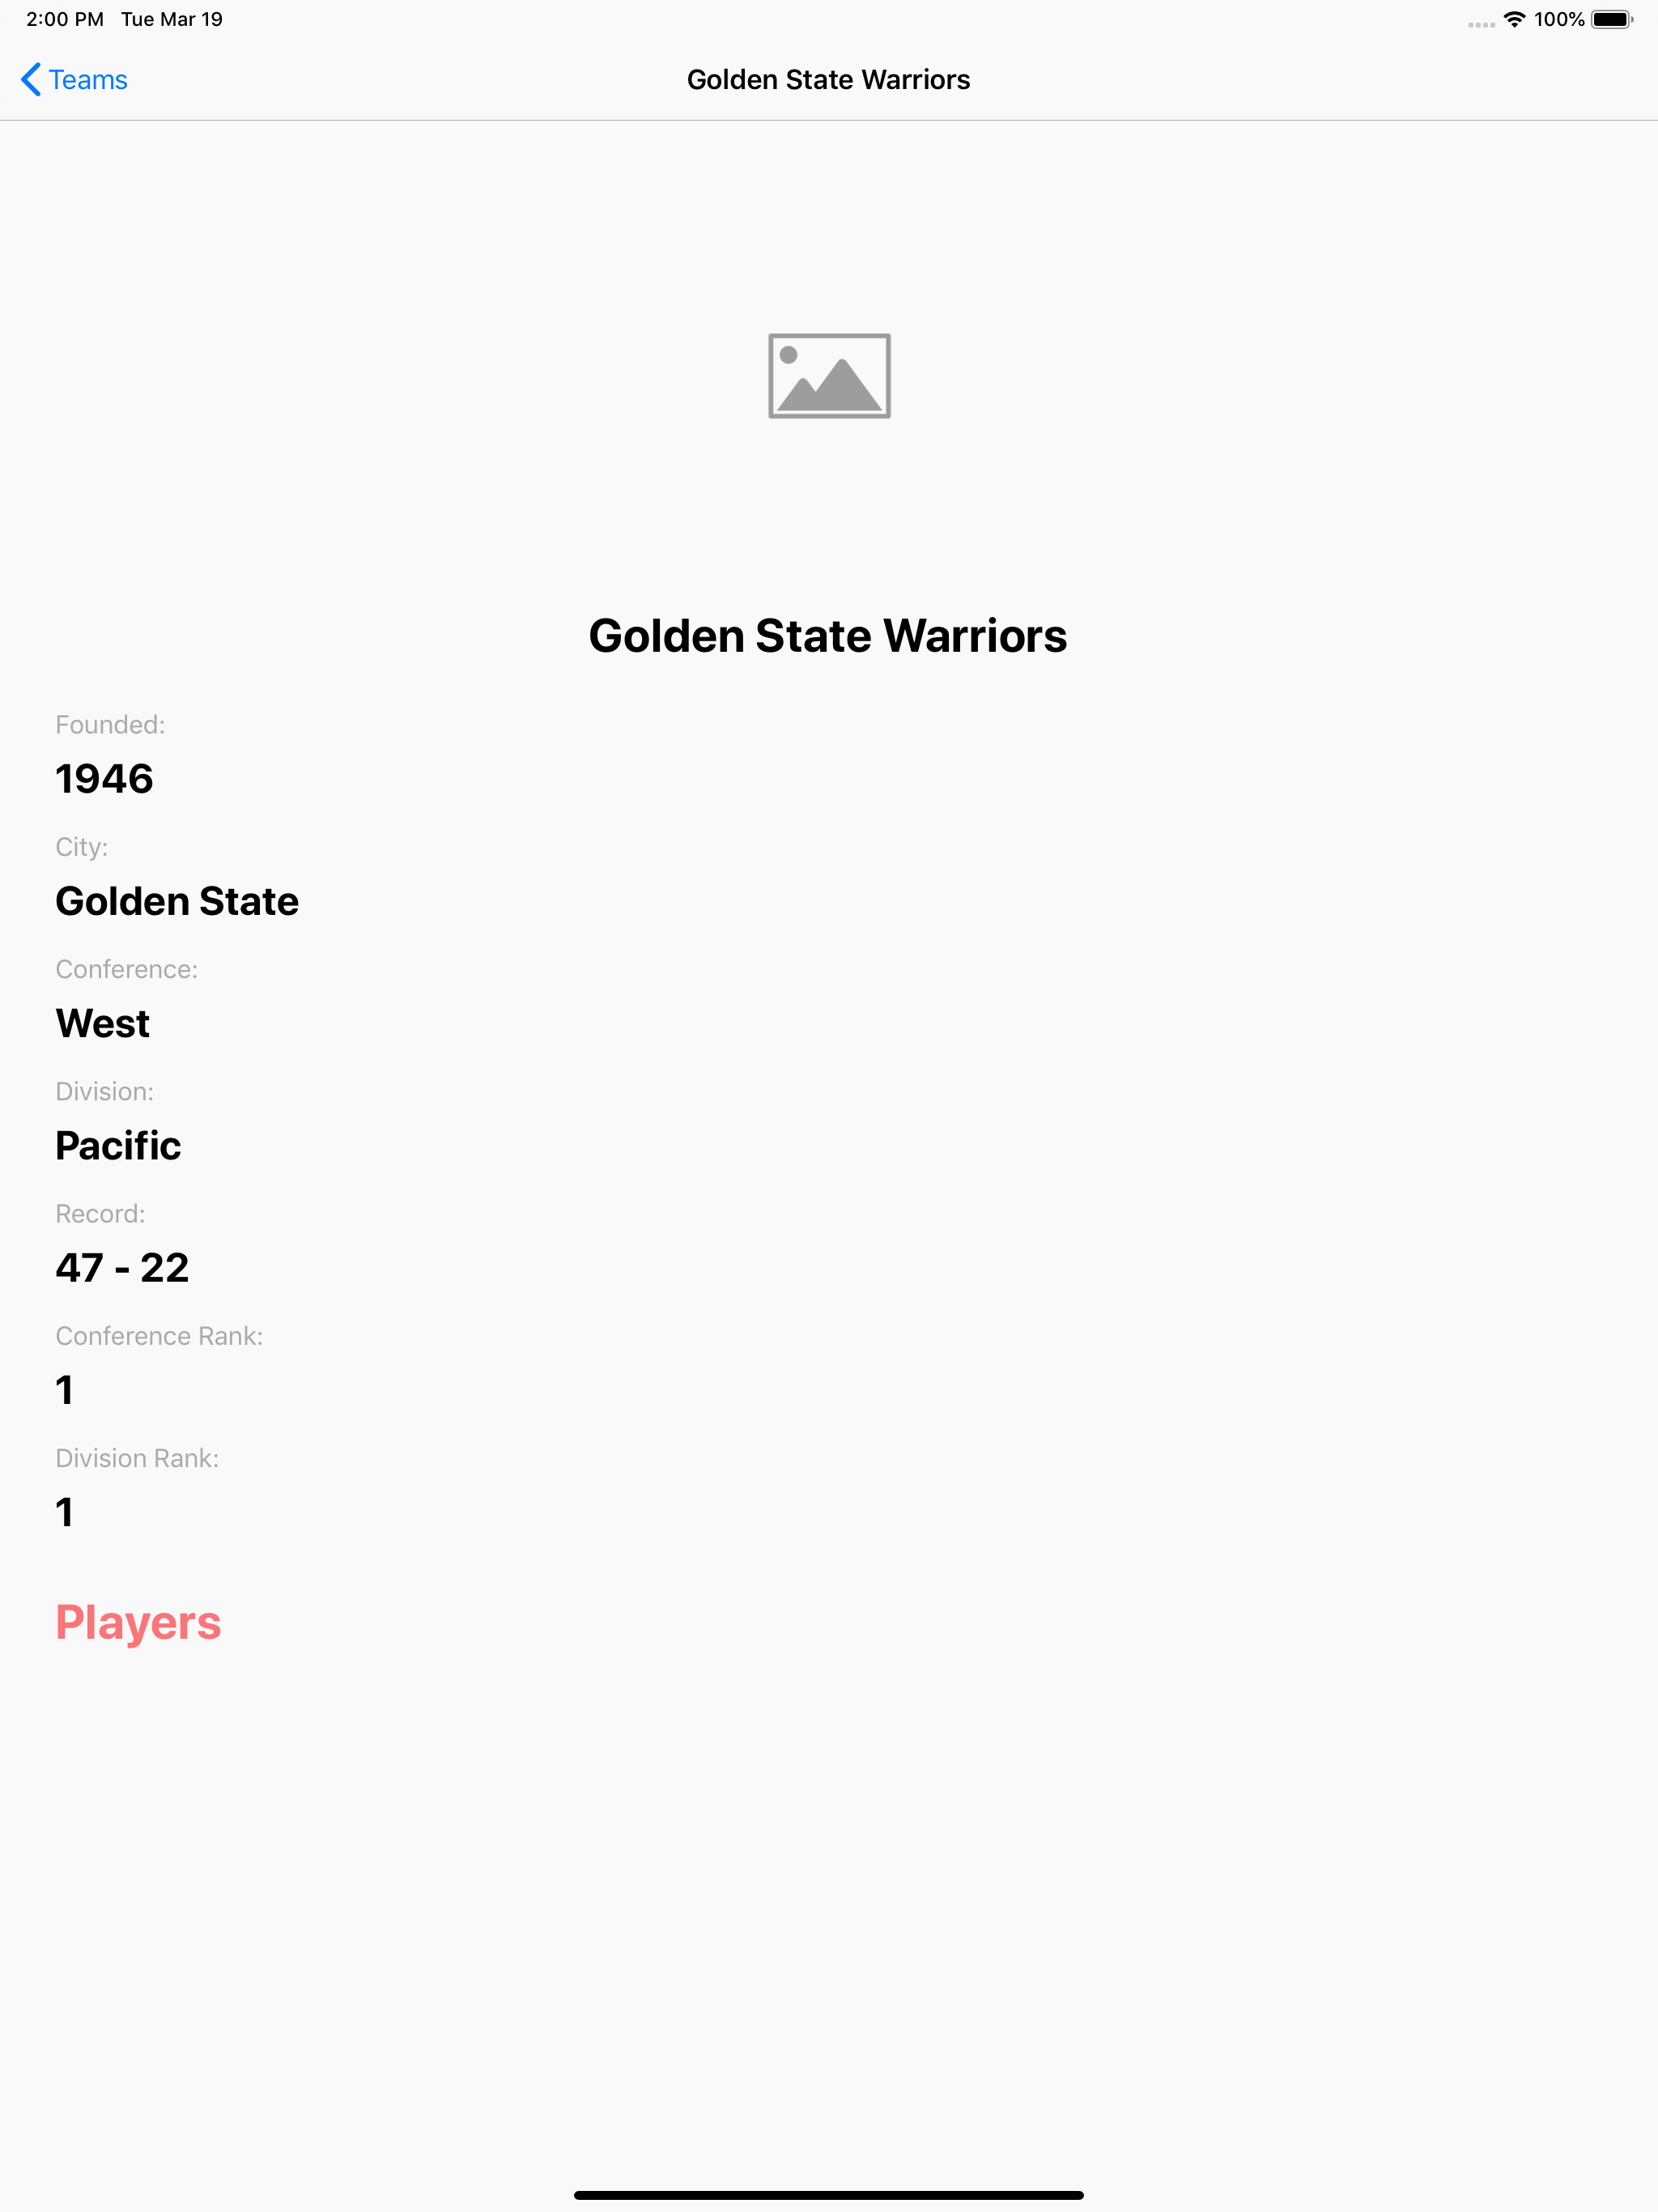 2:00 PM Tue Mar 19 100%
Teams Golden State Warriors
Golden State Warriors
Founded:
1946
City:
Golden State
Conference:
West
Division:
Pacific
Record:
47 - 22
Conference Rank:
1
Division Rank:
1
Players